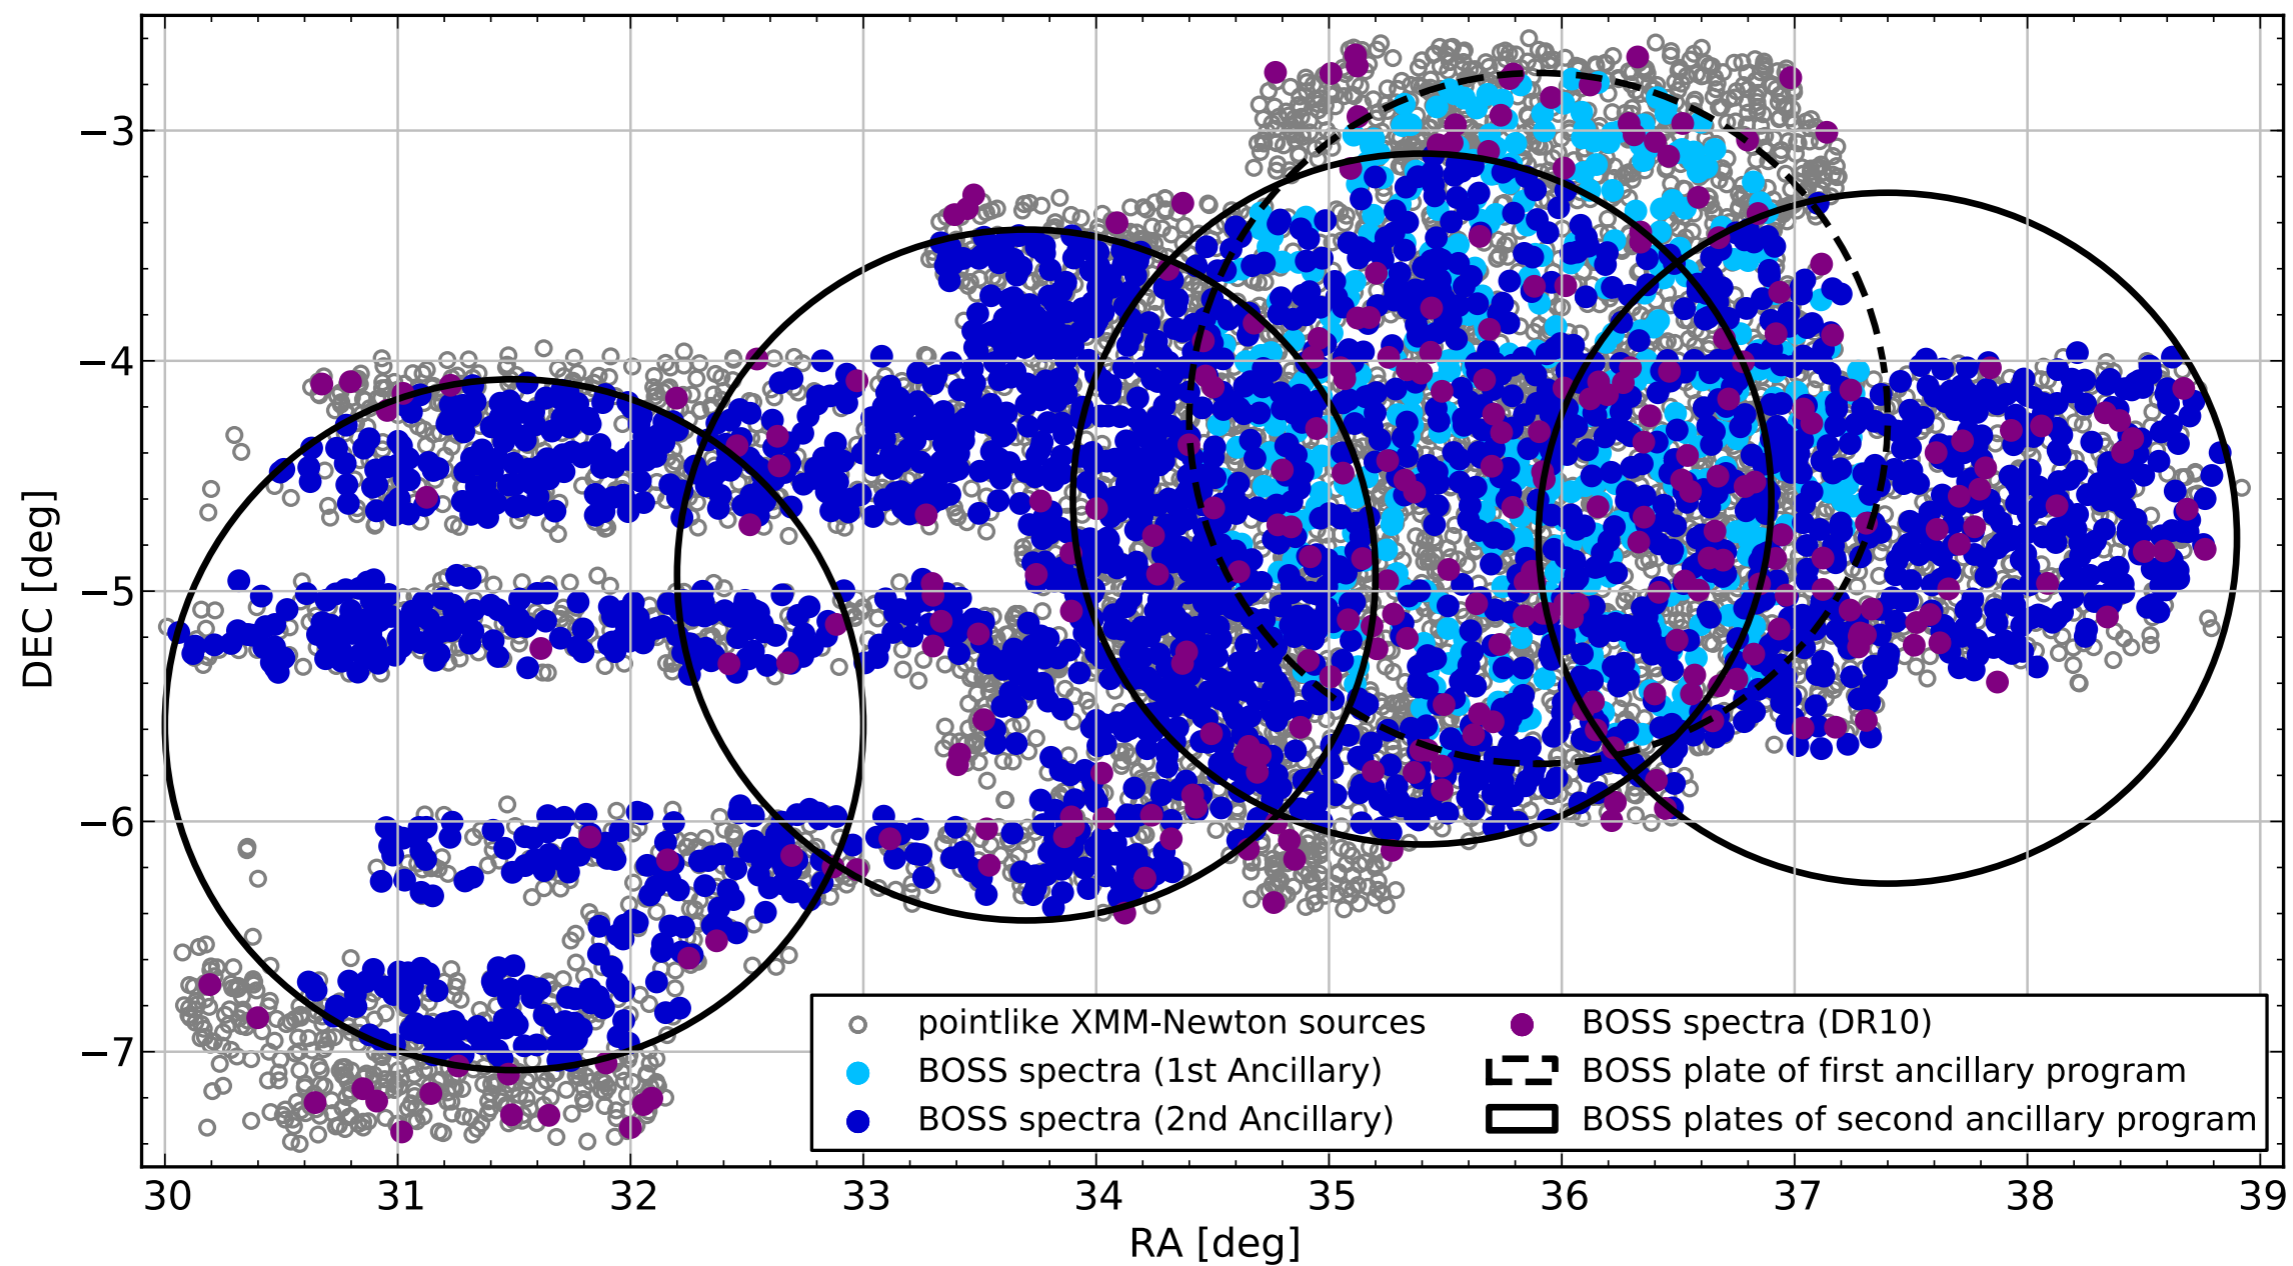 −3
−4
−5
−6
−7
DEC [deg]
pointlike XMM-Newton sources
BOSS spectra (1st Ancillary)
BOSS spectra (2nd Ancillary)
BOSS spectra (DR10)
BOSS plate of first ancillary program
BOSS plates of second ancillary program
30 31 32 33 34 35 36 37 38 39
RA [deg]